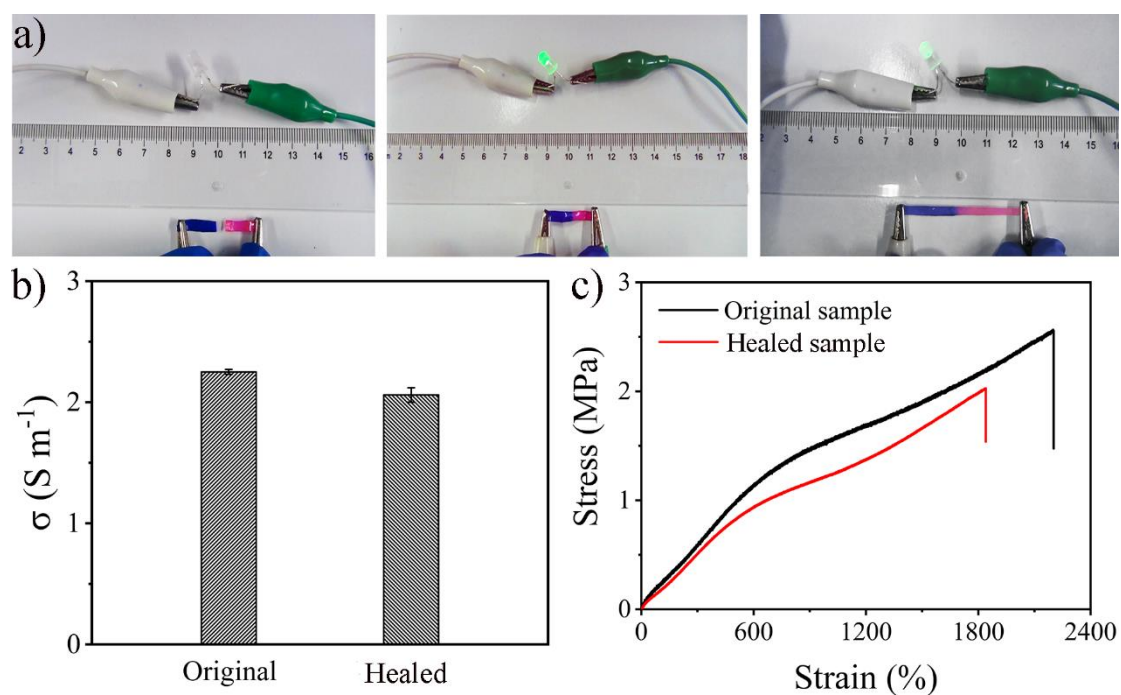 a)
2 3 4 5 6 7 8 9 10 11 12 13 14 15 16
2 3 4 5 6 7 8 9 10 11 12 13 14 15 16 17 18
2 3 4 5 6 7 8 9 10 11 12 13 14 15 16
b)
3
2
1
0
σ (S m⁻¹)
Original
Healed
c)
3
2
1
0
Stress (MPa)
Original sample
Healed sample
0 600 1200 1800 2400
Strain (%)